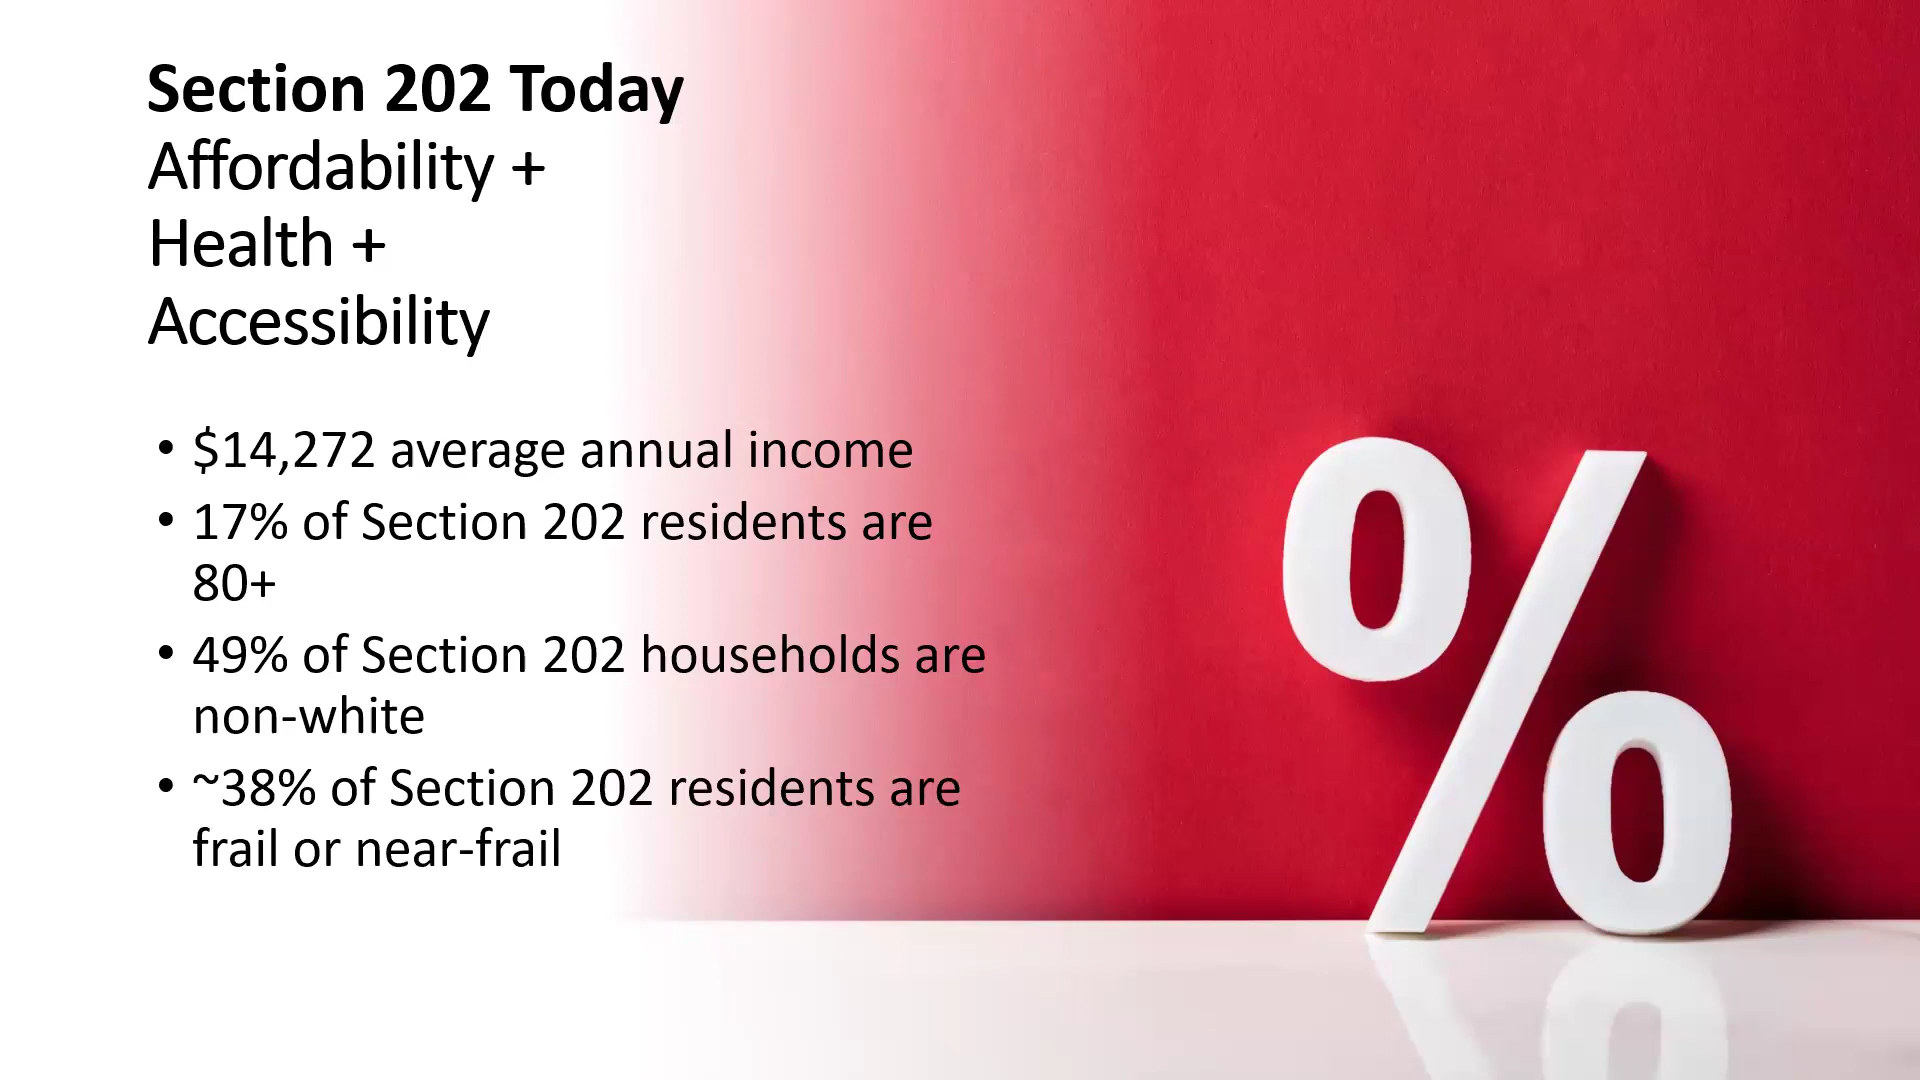 Section 202 Today
Affordability +
Health +
Accessibility
• $14,272 average annual income
• 17% of Section 202 residents are
80+
• 49% of Section 202 households are
non-white
• ~38% of Section 202 residents are
frail or near-frail
%